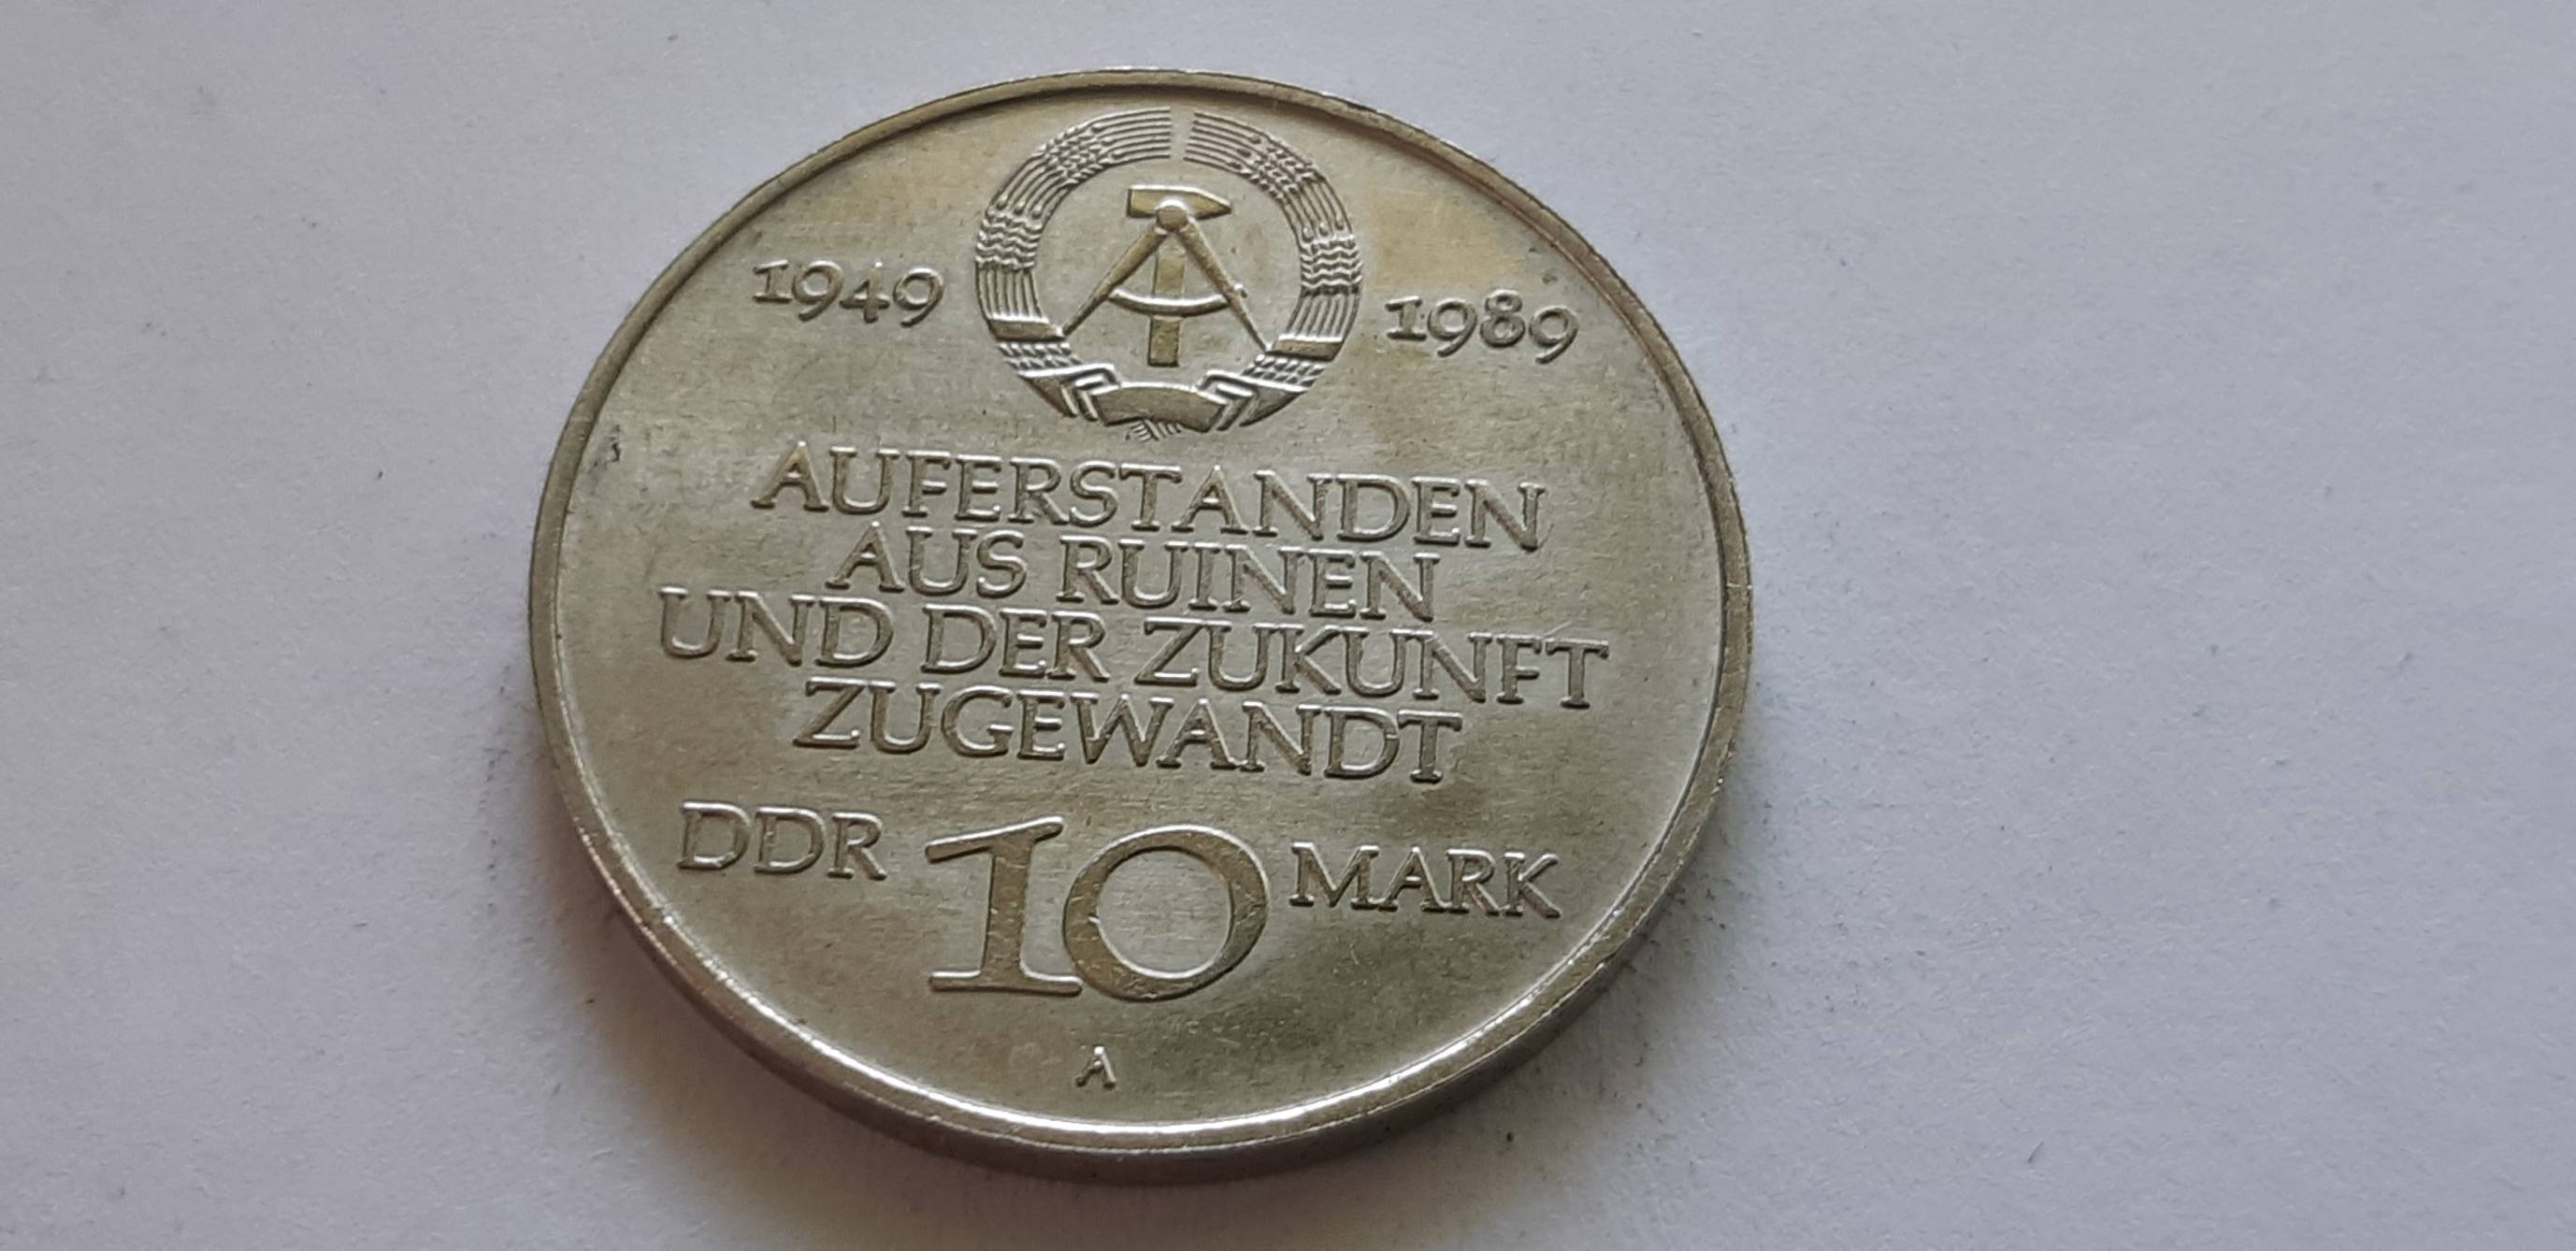 1949 1989
AUFERSTANDEN
AUS RUINEN
UND DER ZUKUNFT
ZUGEWANDT
DDR 10 MARK
A